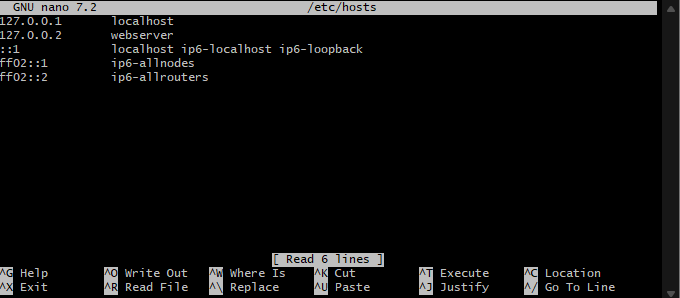 GNU nano 7.2 /etc/hosts
127.0.0.1 localhost
127.0.0.2 webserver
::1 localhost ip6-localhost ip6-loopback
ff02::1 ip6-allnodes
ff02::2 ip6-allrouters
[ Read 6 lines ]
^G Help ^O Write Out ^W Where Is ^K Cut ^T Execute ^C Location
^X Exit ^R Read File ^\ Replace ^U Paste ^J Justify ^/ Go To Line